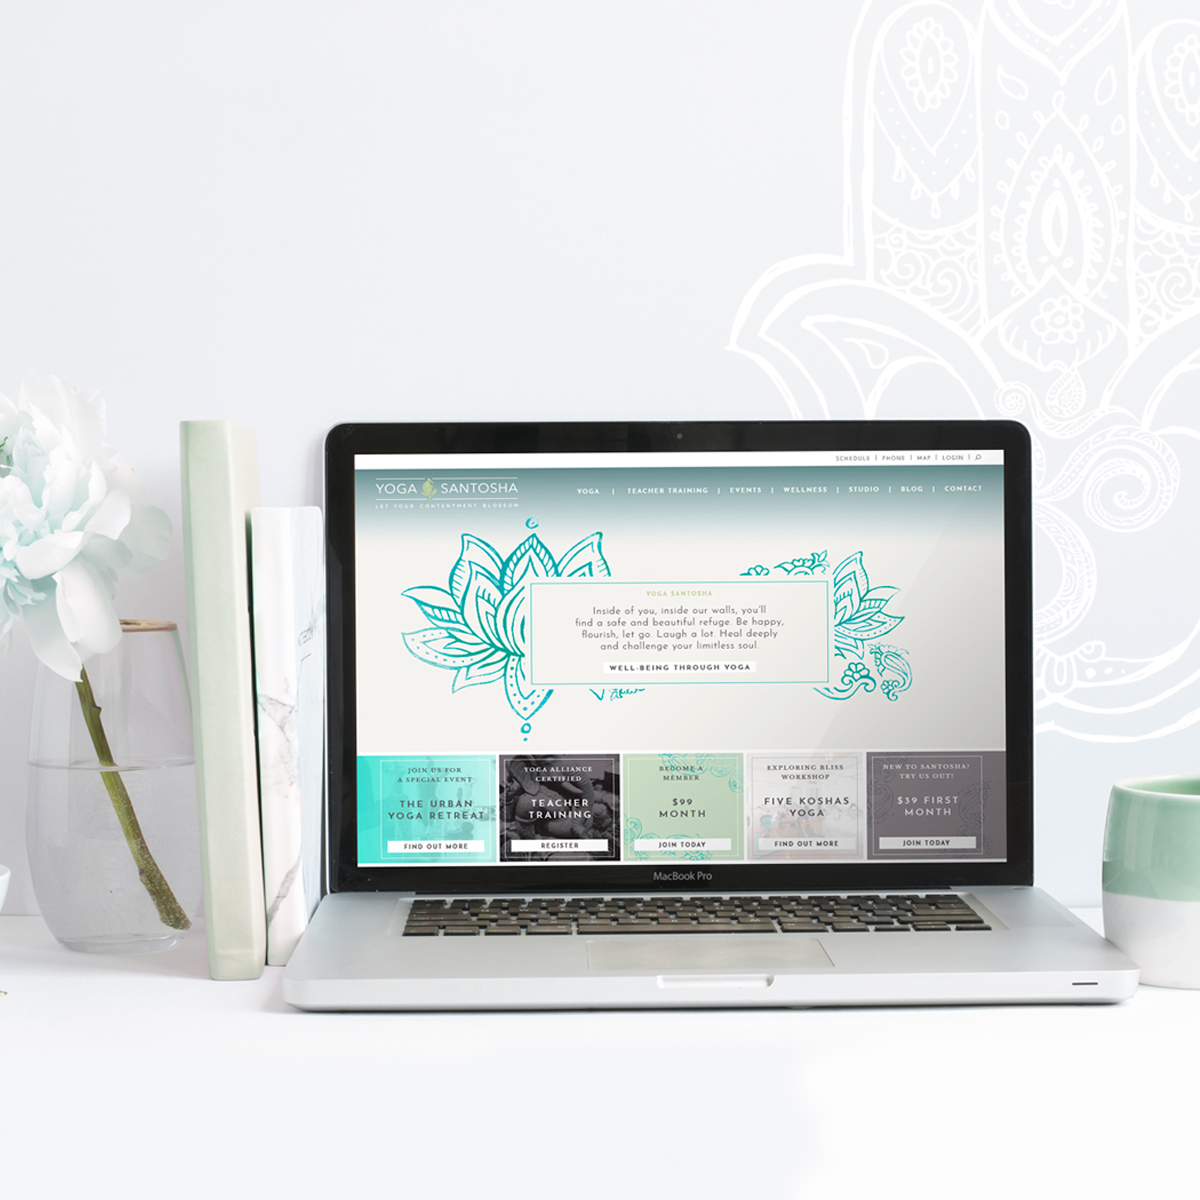 SCHEDULE | PHONE | MAP | LOGIN |
YOGA SANTOSHA
LET YOUR CONTENTMENT BLOSSOM
YOGA | TEACHER TRAINING | EVENTS | WELLNESS | STUDIO | BLOG | CONTACT
YOGA SANTOSHA
Inside of you, inside our walls, you'll
find a safe and beautiful refuge. Be happy,
flourish, let go. Laugh a lot. Heal deeply
and challenge your limitless soul.
WELL-BEING THROUGH YOGA
JOIN US FOR
A SPECIAL EVENT
THE URBAN
YOGA RETREAT
FIND OUT MORE
YOGA ALLIANCE
CERTIFIED
TEACHER
TRAINING
REGISTER
BECOME A
MEMBER
$99
MONTH
JOIN TODAY
EXPLORING BLISS
WORKSHOP
FIVE KOSHAS
YOGA
FIND OUT MORE
NEW TO SANTOSHA?
TRY US OUT!
$39 FIRST
MONTH
JOIN TODAY
MacBook Pro